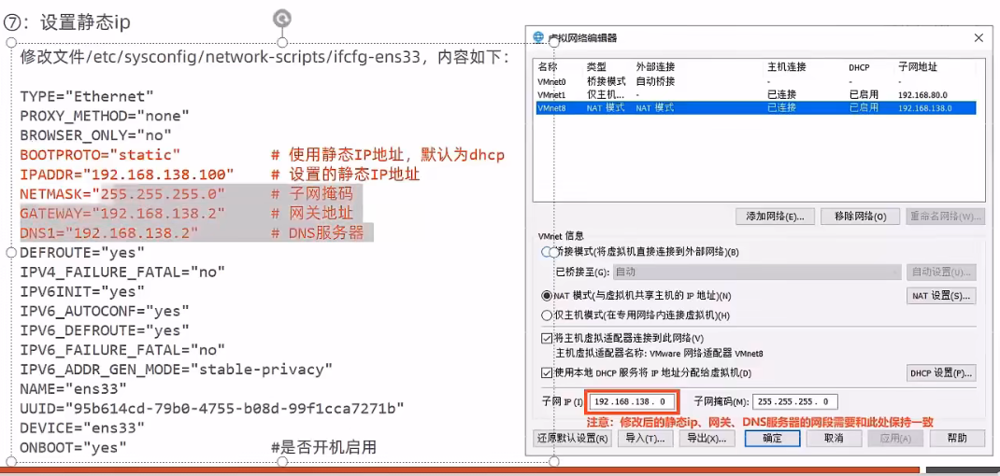 ⑦：设置静态ip
修改文件/etc/sysconfig/network-scripts/ifcfg-ens33，内容如下：
TYPE="Ethernet"
PROXY_METHOD="none"
BROWSER_ONLY="no"
BOOTPROTO="static" # 使用静态IP地址，默认为dhcp
IPADDR="192.168.138.100" # 设置的静态IP地址
NETMASK="255.255.255.0" # 子网掩码
GATEWAY="192.168.138.2" # 网关地址
DNS1="192.168.138.2" # DNS服务器
DEFROUTE="yes"
IPV4_FAILURE_FATAL="no"
IPV6INIT="yes"
IPV6_AUTOCONF="yes"
IPV6_DEFROUTE="yes"
IPV6_FAILURE_FATAL="no"
IPV6_ADDR_GEN_MODE="stable-privacy"
NAME="ens33"
UUID="95b614cd-79b0-4755-b08d-99f1cca7271b"
DEVICE="ens33"
ONBOOT="yes" #是否开机启用
虚拟网络编辑器
名称 类型 外部连接 主机连接 DHCP 子网地址
VMnet0 桥接模式 自动桥接 - - -
VMnet1 仅主机... - 已连接 已启用 192.168.80.0
VMnet8 NAT 模式 NAT 模式 已连接 已启用 192.168.138.0
添加网络(E)... 移除网络(O) 重命名网络(W)...
VMnet 信息
桥接模式(将虚拟机直接连接到外部网络)(B)
已桥接至(G): 自动 自动设置(U)...
NAT 模式(与虚拟机共享主机的 IP 地址)(N) NAT 设置(S)...
仅主机模式(在专用网络内连接虚拟机)(H)
将主机虚拟适配器连接到此网络(V)
主机虚拟适配器名称: VMware 网络适配器 VMnet8
使用本地 DHCP 服务将 IP 地址分配给虚拟机(D) DHCP 设置(P)...
子网 IP (I) 192.168.138. 0 子网掩码(M): 255.255.255. 0
注意：修改后的静态ip、网关、DNS服务器的网段需要和此处保持一致
还原默认设置(R) 导入(T)... 导出(X)... 确定 取消 应用(A) 帮助